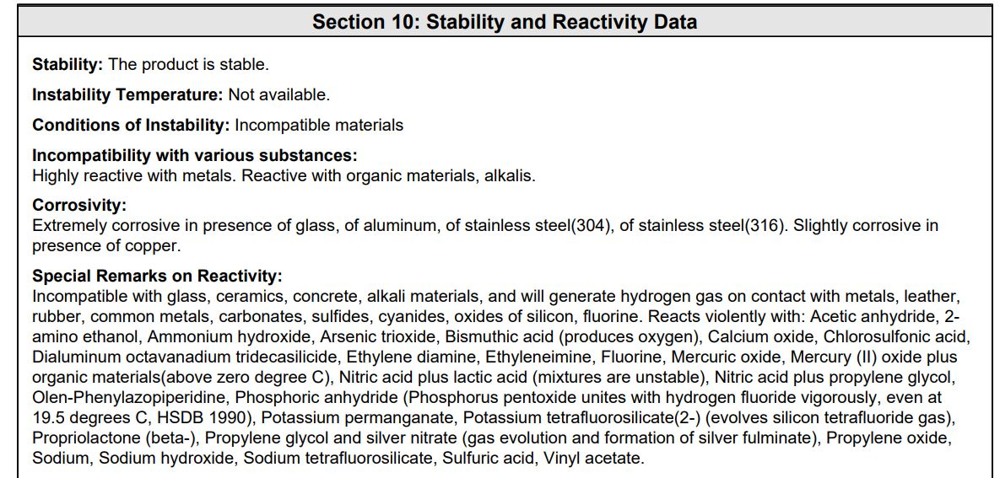 Section 10: Stability and Reactivity Data
Stability: The product is stable.
Instability Temperature: Not available.
Conditions of Instability: Incompatible materials
Incompatibility with various substances:
Highly reactive with metals. Reactive with organic materials, alkalis.
Corrosivity:
Extremely corrosive in presence of glass, of aluminum, of stainless steel(304), of stainless steel(316). Slightly corrosive in
presence of copper.
Special Remarks on Reactivity:
Incompatible with glass, ceramics, concrete, alkali materials, and will generate hydrogen gas on contact with metals, leather,
rubber, common metals, carbonates, sulfides, cyanides, oxides of silicon, fluorine. Reacts violently with: Acetic anhydride, 2-
amino ethanol, Ammonium hydroxide, Arsenic trioxide, Bismuthic acid (produces oxygen), Calcium oxide, Chlorosulfonic acid,
Dialuminum octavanadium tridecasilicide, Ethylene diamine, Ethyleneimine, Fluorine, Mercuric oxide, Mercury (II) oxide plus
organic materials(above zero degree C), Nitric acid plus lactic acid (mixtures are unstable), Nitric acid plus propylene glycol,
Olen-Phenylazopiperidine, Phosphoric anhydride (Phosphorus pentoxide unites with hydrogen fluoride vigorously, even at
19.5 degrees C, HSDB 1990), Potassium permanganate, Potassium tetrafluorosilicate(2-) (evolves silicon tetrafluoride gas),
Propriolactone (beta-), Propylene glycol and silver nitrate (gas evolution and formation of silver fulminate), Propylene oxide,
Sodium, Sodium hydroxide, Sodium tetrafluorosilicate, Sulfuric acid, Vinyl acetate.